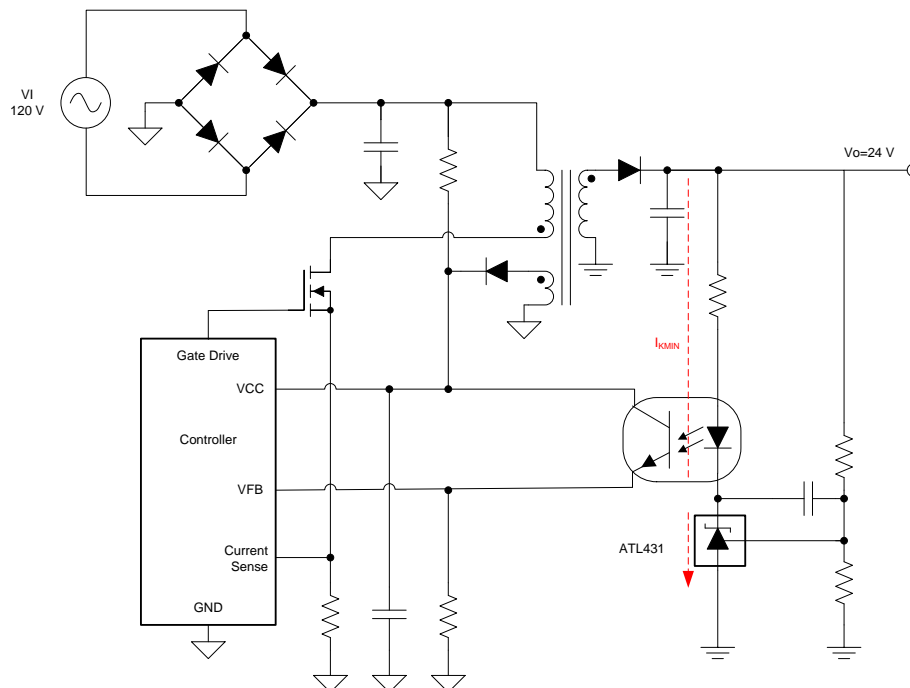 VI
120 V
Vo=24 V
IKMIN
Gate Drive
VCC
Controller
VFB
Current
Sense
GND
ATL431